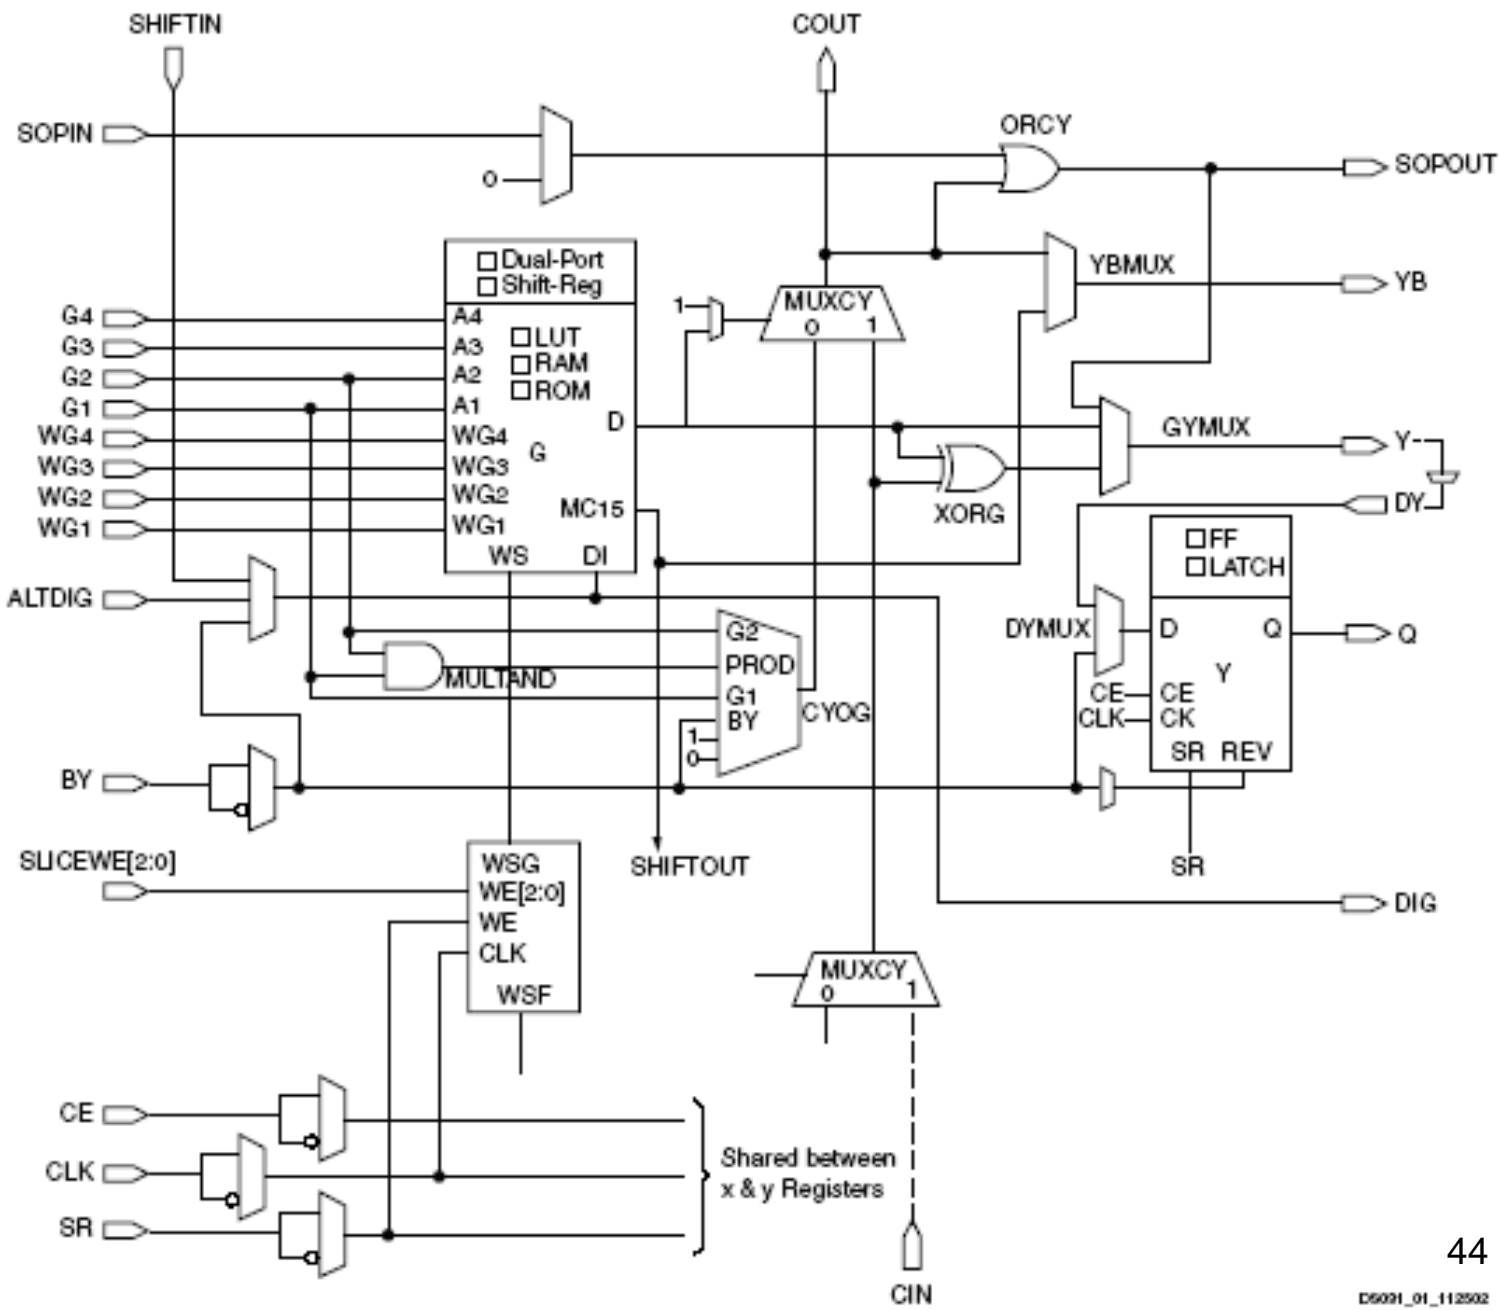 SHIFTIN
COUT
SOPIN
0
ORCY
SOPOUT
Dual-Port
Shift-Reg
YBMUX
YB
G4
G3
G2
G1
WG4
WG3
WG2
WG1
A4
A3
A2
A1
WG4
WG3
WG2
WG1
LUT
RAM
ROM
G
D
MC15
WS DI
1
MUXCY
0 1
GYMUX
Y
DY
XORG
FF
LATCH
DYMUX
D
Q
Y
CE
CE
CLK
CK
SR REV
Q
SR
ALTDIG
MULTAND
G2
PROD
G1
BY
1
0
CYOG
BY
SLICEWE[2:0]
WSG
WE[2:0]
WE
CLK
WSF
SHIFTOUT
DIG
MUXCY
0 1
CE
CLK
SR
Shared between
x & y Registers
CIN
44
DS031_01_112502